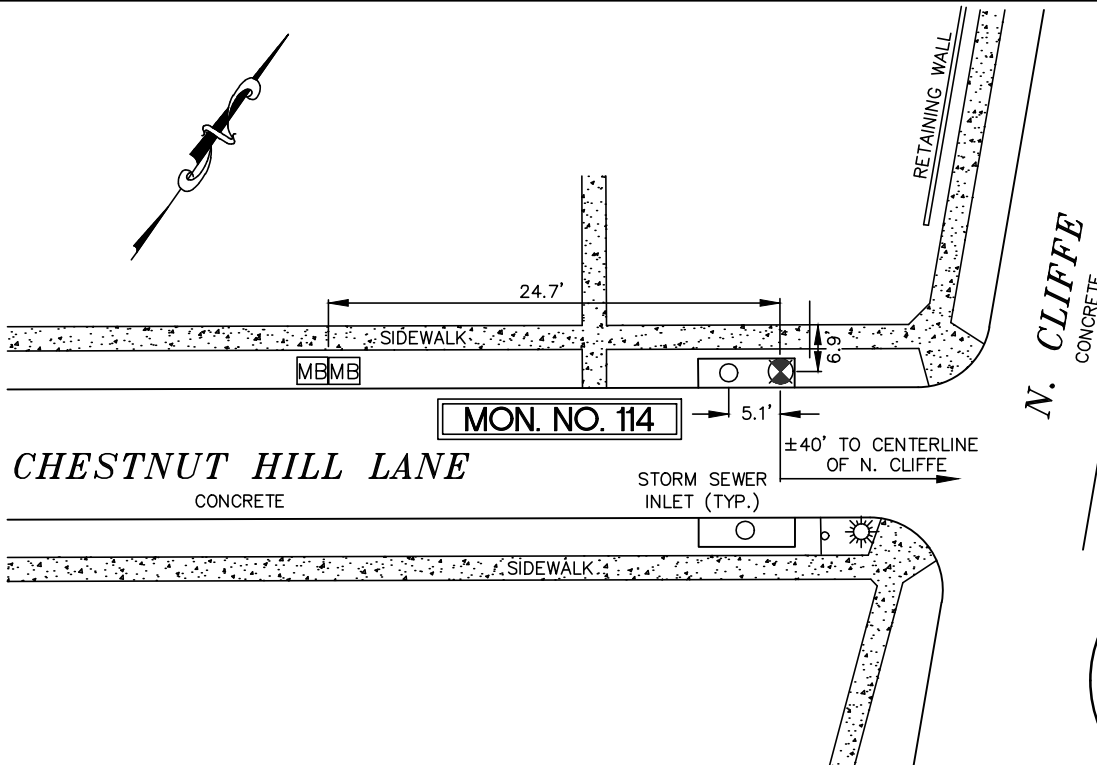 RETAINING WALL
N. CLIFFE
CONCRETE
24.7'
SIDEWALK
6.9'
MB MB
MON. NO. 114
5.1'
±40' TO CENTERLINE
OF N. CLIFFE
CHESTNUT HILL LANE
CONCRETE
STORM SEWER
INLET (TYP.)
SIDEWALK